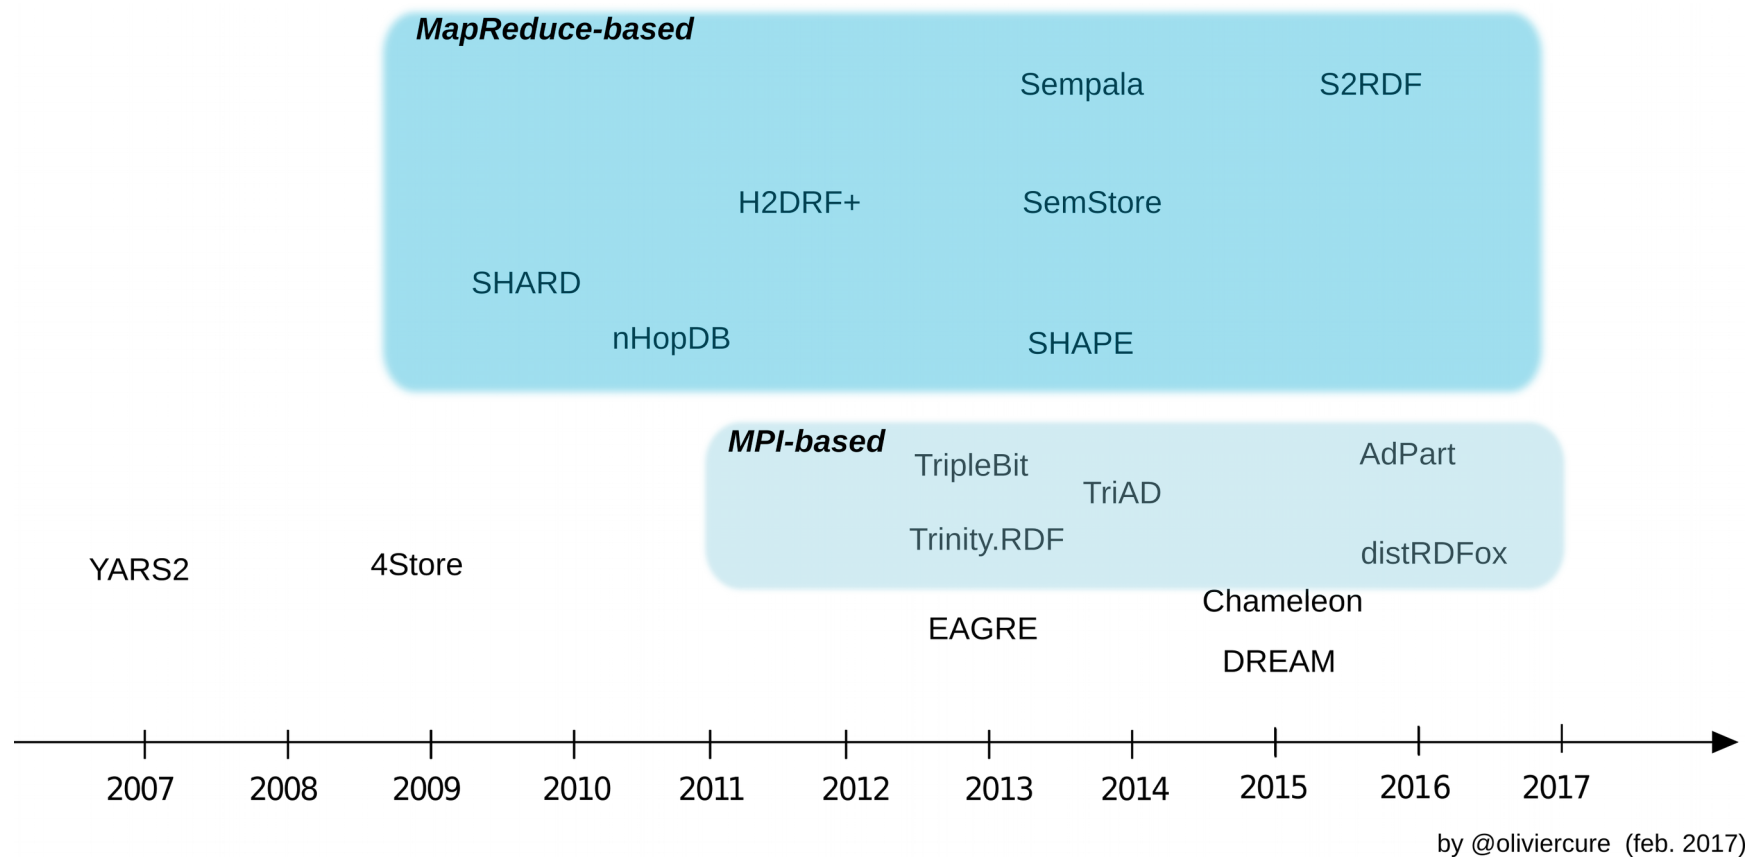 MapReduce-based
Sempala
S2RDF
H2DRF+
SemStore
SHARD
nHopDB
SHAPE
MPI-based
TripleBit
AdPart
TriAD
Trinity.RDF
distRDFox
YARS2
4Store
Chameleon
EAGRE
DREAM
2007 2008 2009 2010 2011 2012 2013 2014 2015 2016 2017
by @oliviercure (feb. 2017)